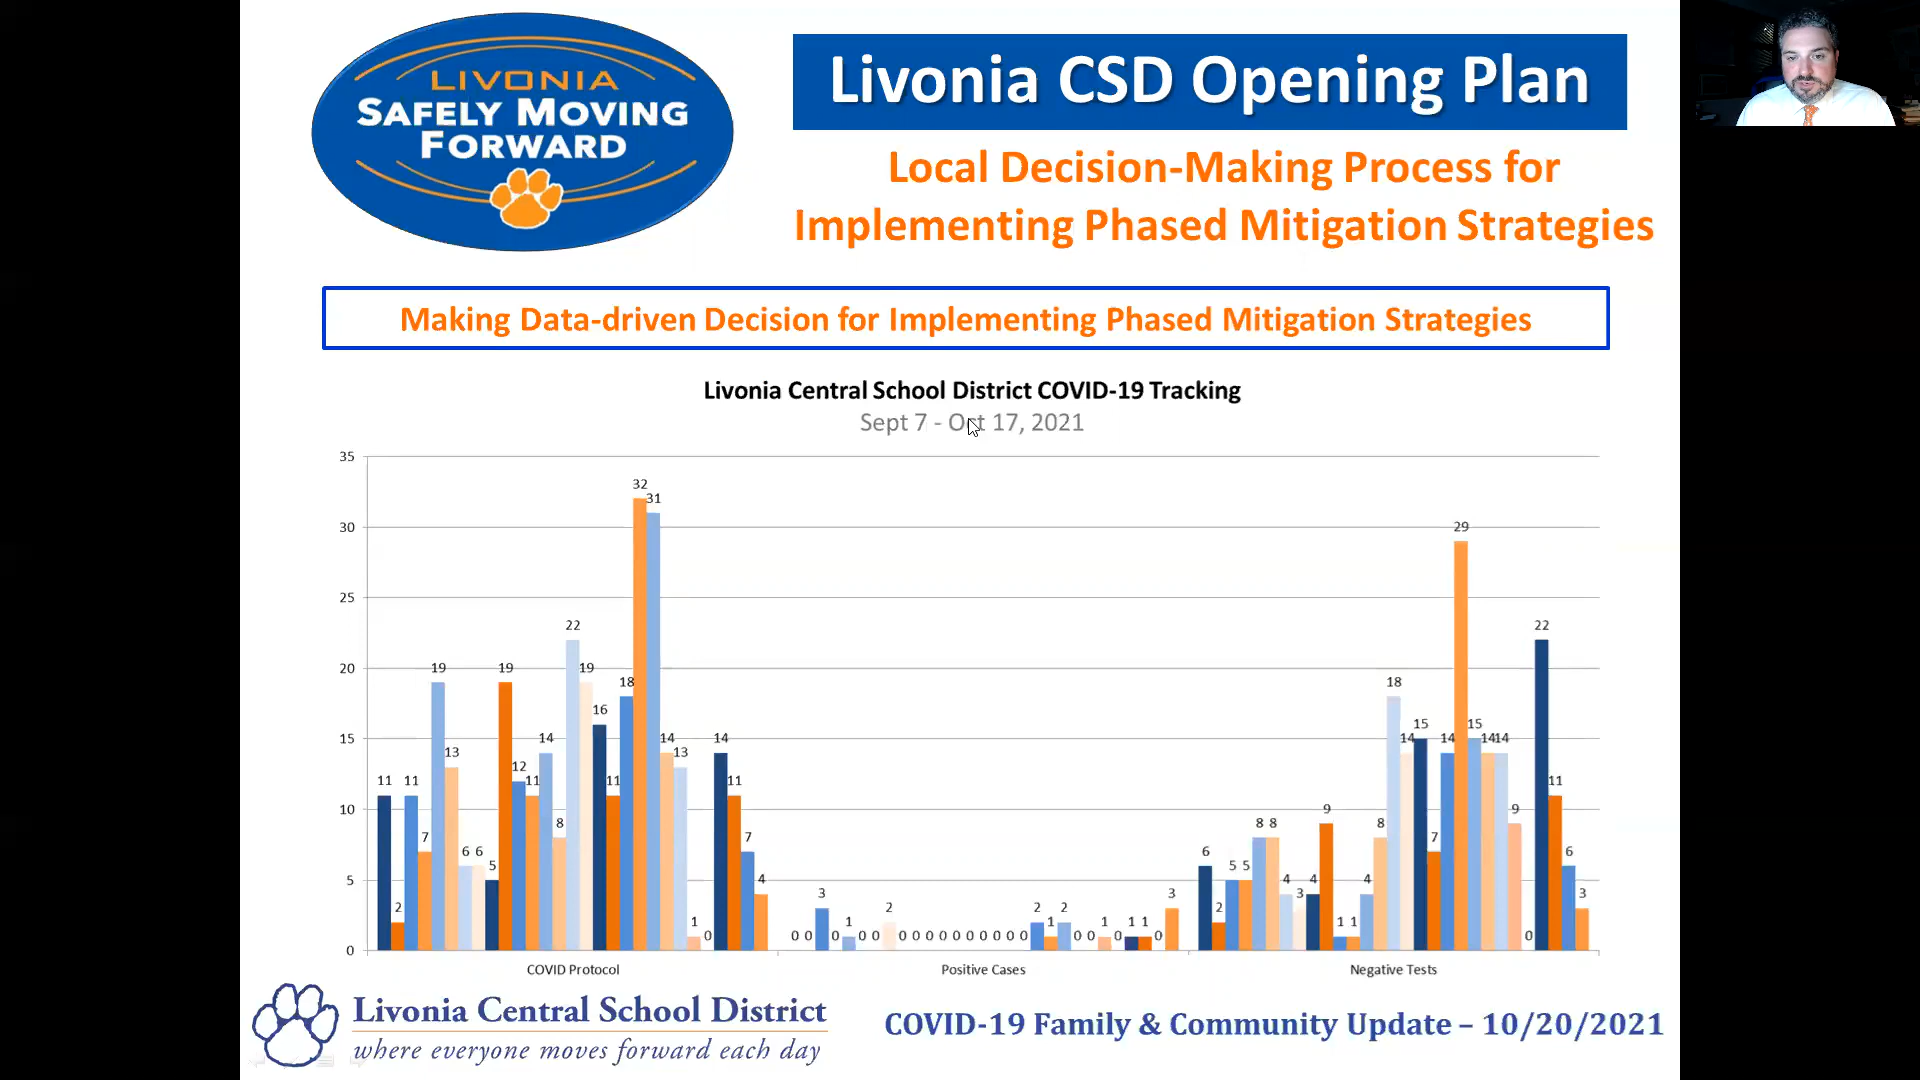 LIVONIA
SAFELY MOVING
FORWARD
Livonia CSD Opening Plan
Local Decision-Making Process for
Implementing Phased Mitigation Strategies
Making Data-driven Decision for Implementing Phased Mitigation Strategies
Livonia Central School District COVID-19 Tracking
Sept 7 - Oct 17, 2021
35
30
25
20
15
10
5
0
11 2 11 7 19 13 6 6 5 19 12 11 14 8 22 19 16 11 18 32 31 14 13 1 0 14 11 7 4
0 0 3 0 1 0 0 2 0 0 0 0 0 0 0 0 0 0 2 1 2 0 0 1 0 1 1 0 3
6 2 5 5 8 8 4 3 4 9 1 1 4 8 18 14 15 7 14 29 15 14 14 9 0 22 11 6 3
COVID Protocol Positive Cases Negative Tests
Livonia Central School District
where everyone moves forward each day
COVID-19 Family & Community Update – 10/20/2021